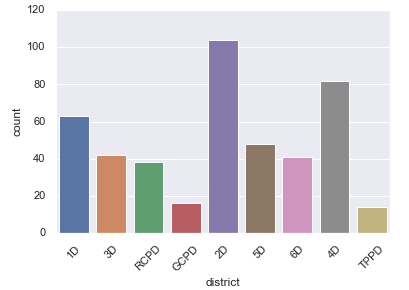 120
100
80
60
40
20
0
count
1D
3D
RCPD
GCPD
2D
5D
6D
4D
TPPD
district